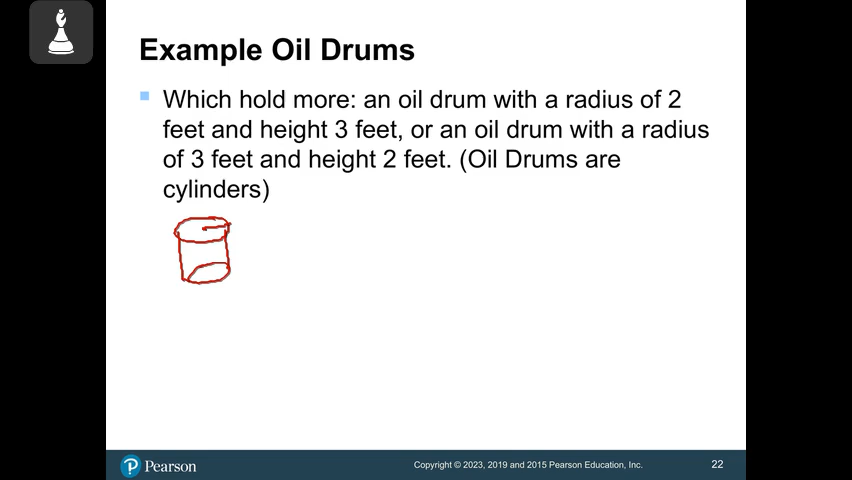 Example Oil Drums
Which hold more: an oil drum with a radius of 2
feet and height 3 feet, or an oil drum with a radius
of 3 feet and height 2 feet. (Oil Drums are
cylinders)
Pearson
Copyright © 2023, 2019 and 2015 Pearson Education, Inc.
22